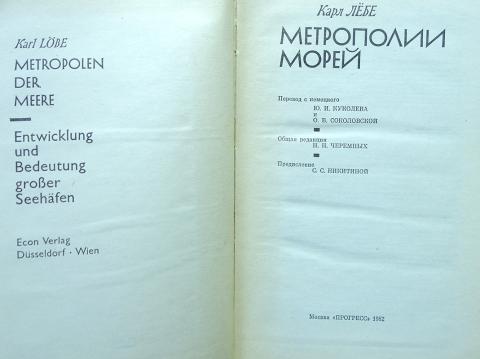 Karl LÖBE
METROPOLEN
DER
MEERE
Entwicklung
und
Bedeutung
großer
Seehäfen
Econ Verlag
Düsseldorf · Wien
Карл ЛЁБЕ
МЕТРОПОЛИИ
МОРЕЙ
Перевод с немецкого
Ю. И. КУКОЛЕВА
и
О. В. СОКОЛОВСКОЙ
Общая редакция
Н. Н. ЧЕРЕМНЫХ
Предисловие
С. С. НИКИТИНОЙ
Москва «ПРОГРЕСС» 1982